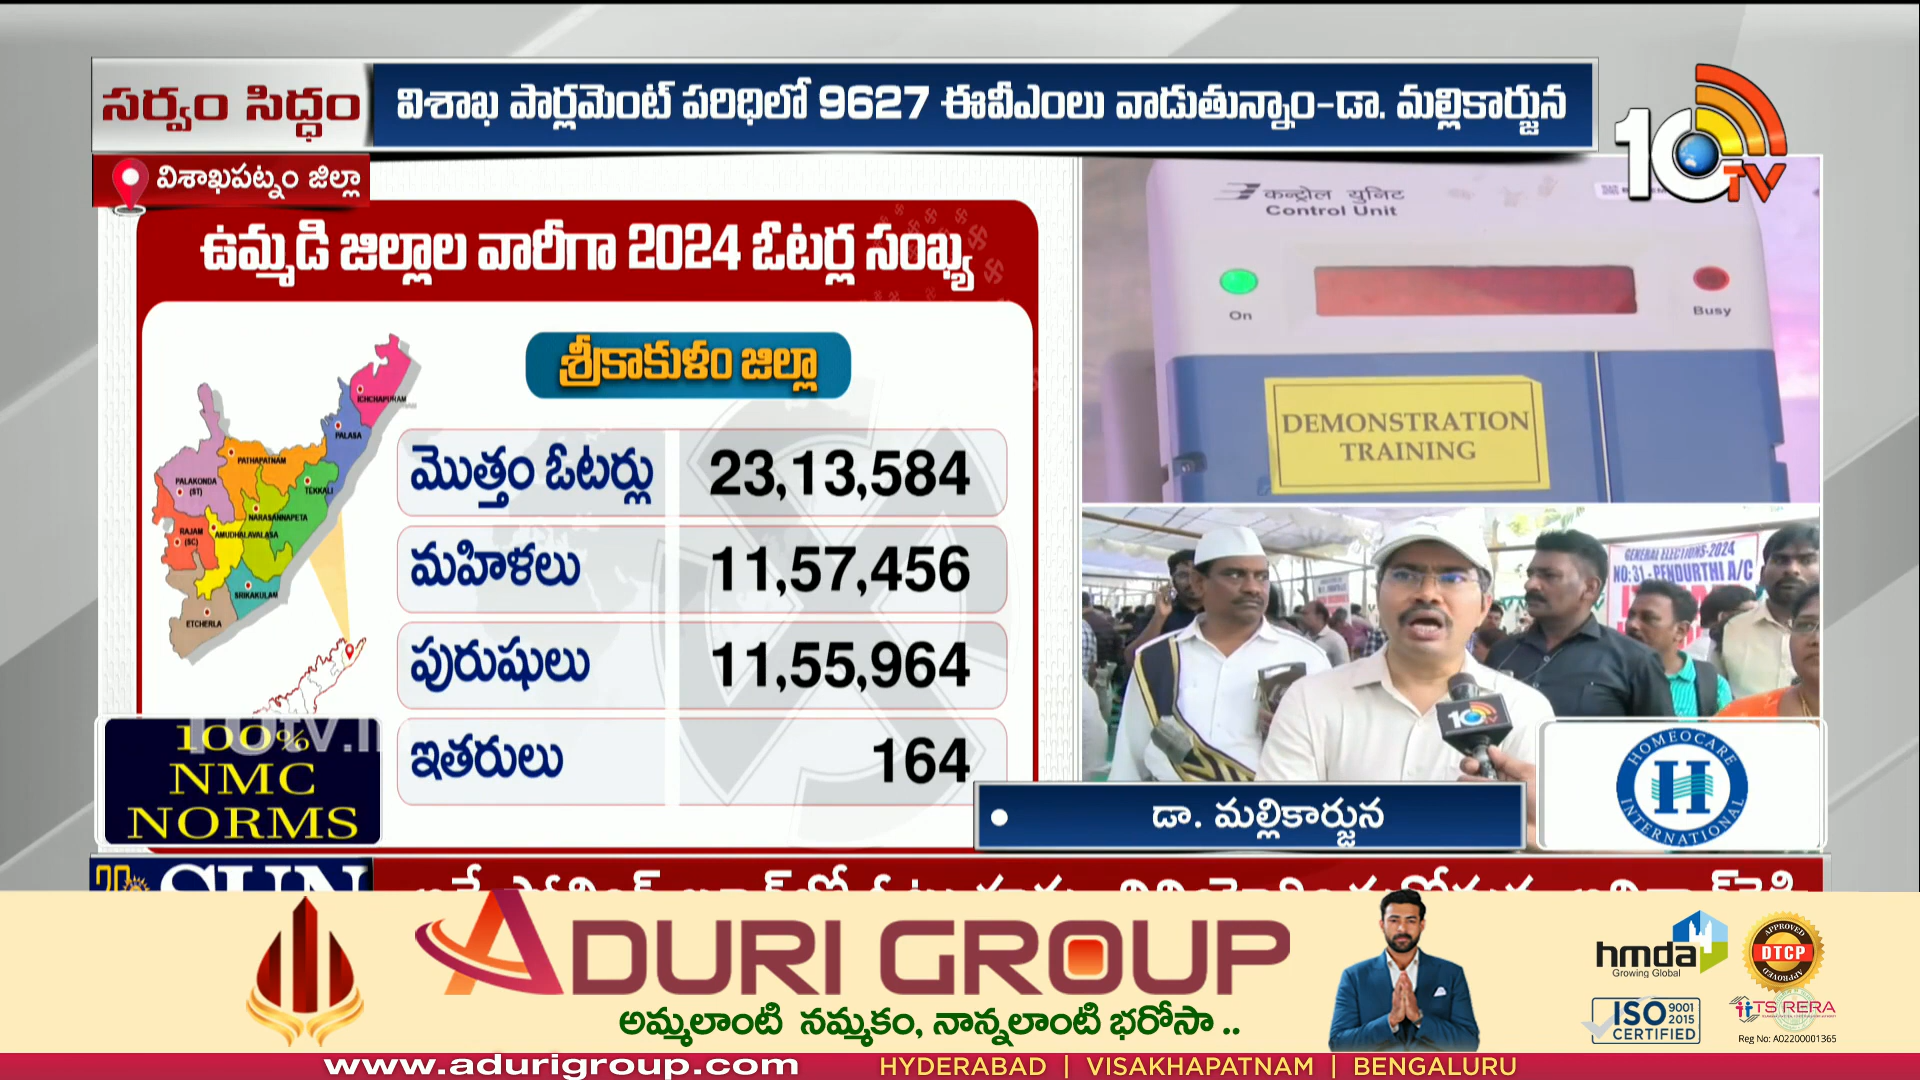 సర్వం సిద్ధం
విశాఖ పార్లమెంట్ పరిధిలో 9627 ఈవీఎంలు వాడుతున్నాం-డా. మల్లికార్జున
10TV
విశాఖపట్నం జిల్లా
ఉమ్మడి జిల్లాల వారీగా 2024 ఓటర్ల సంఖ్య
శ్రీకాకుళం జిల్లా
మొత్తం ఓటర్లు 23,13,584
మహిళలు 11,57,456
పురుషులు 11,55,964
ఇతరులు 164
ICHCHAPURAM
PALASA
PATHAPATNAM
PALAKONDA
(ST)
TEKKALI
NARASANNAPETA
RAJAM
(SC)
AMUDHALAVALASA
SRIKAKULAM
ETCHERLA
कन्ट्रोल युनिट
Control Unit
On
Busy
DEMONSTRATION
TRAINING
GENERAL ELECTIONS-2024
NO:31-PENDURTHI A/C
10
డా. మల్లికార్జున
100%
NMC
NORMS
HOMEOCARE
H
INTERNATIONAL
SUN
ADURI GROUP
అమ్మలాంటి నమ్మకం, నాన్నలాంటి భరోసా ..
hmda
Growing Global
APPROVED
DTCP
APPROVED
ISO 9001 2015
CERTIFIED
TS RERA
Reg No: A02200001365
www.adurigroup.com
HYDERABAD | VISAKHAPATNAM | BENGALURU